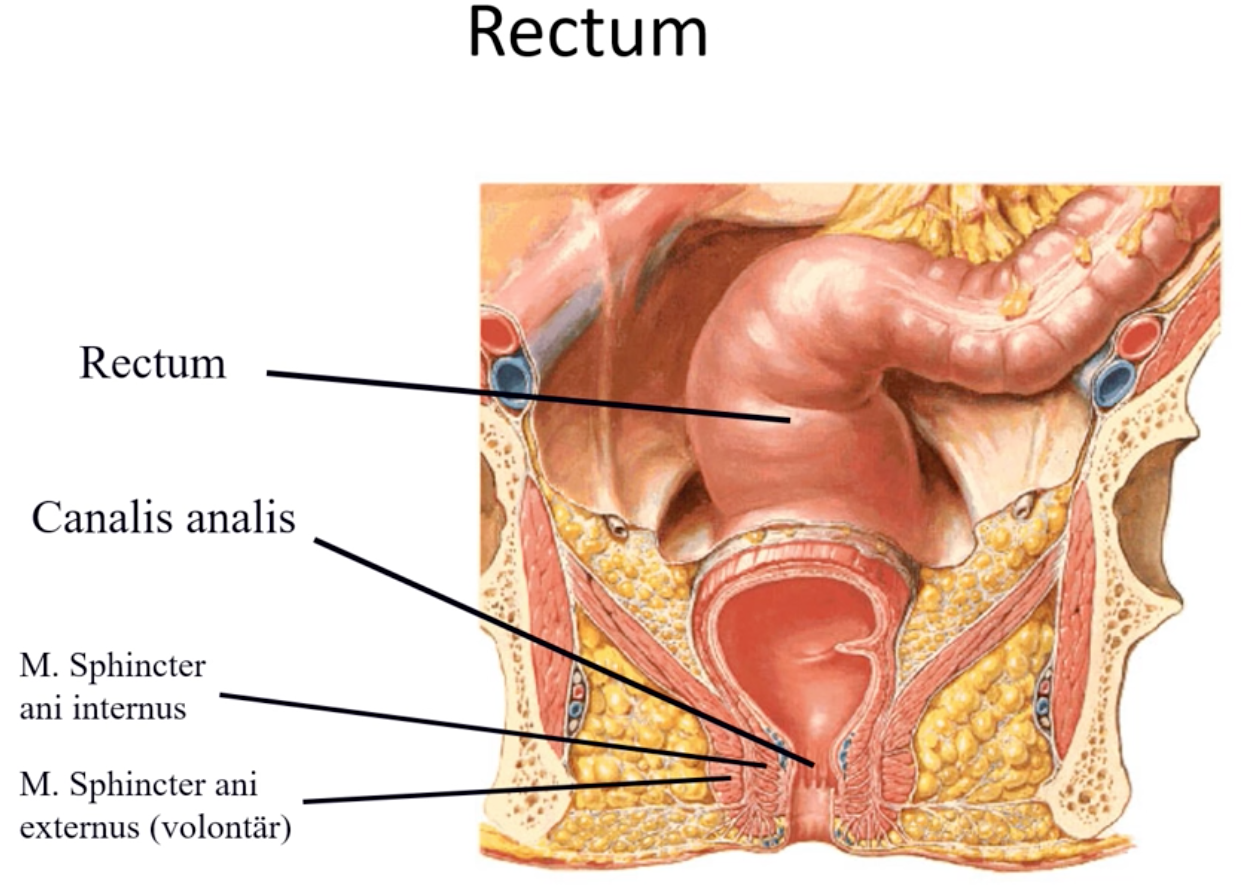 Rectum
Rectum
Canalis analis
M. Sphincter
ani internus
M. Sphincter ani
externus (volontär)